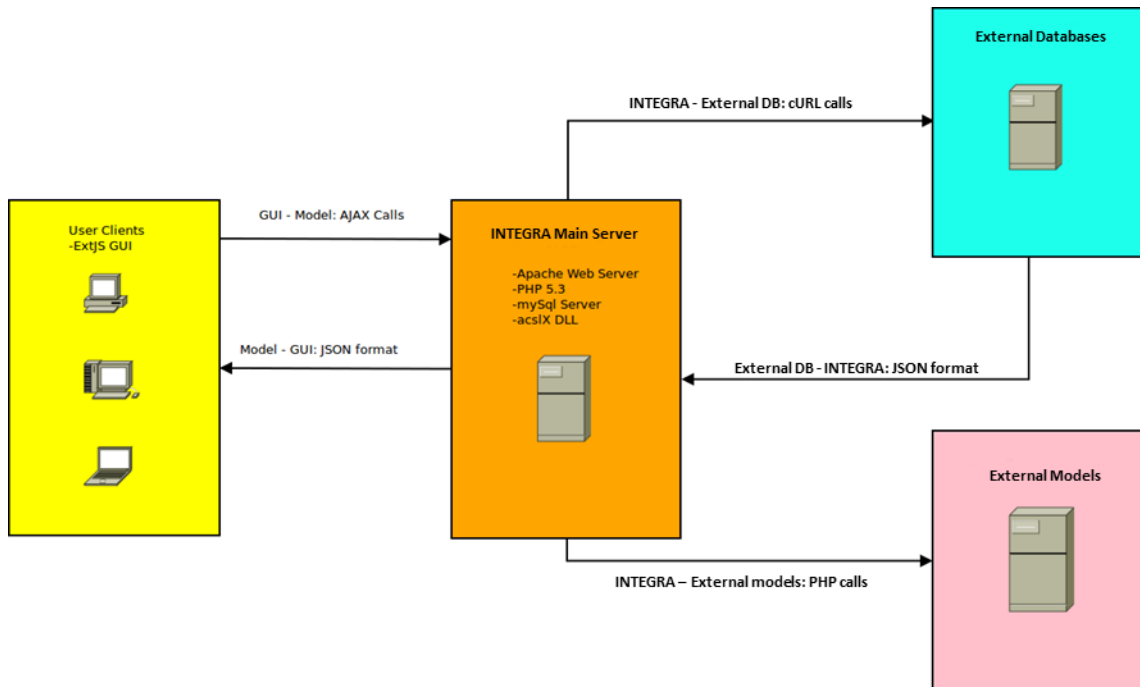 External Databases
INTEGRA - External DB: cURL calls
User Clients
-ExtJS GUI
GUI - Model: AJAX Calls
INTEGRA Main Server
-Apache Web Server
-PHP 5.3
-mySql Server
-acslX DLL
Model - GUI: JSON format
External DB - INTEGRA: JSON format
External Models
INTEGRA – External models: PHP calls